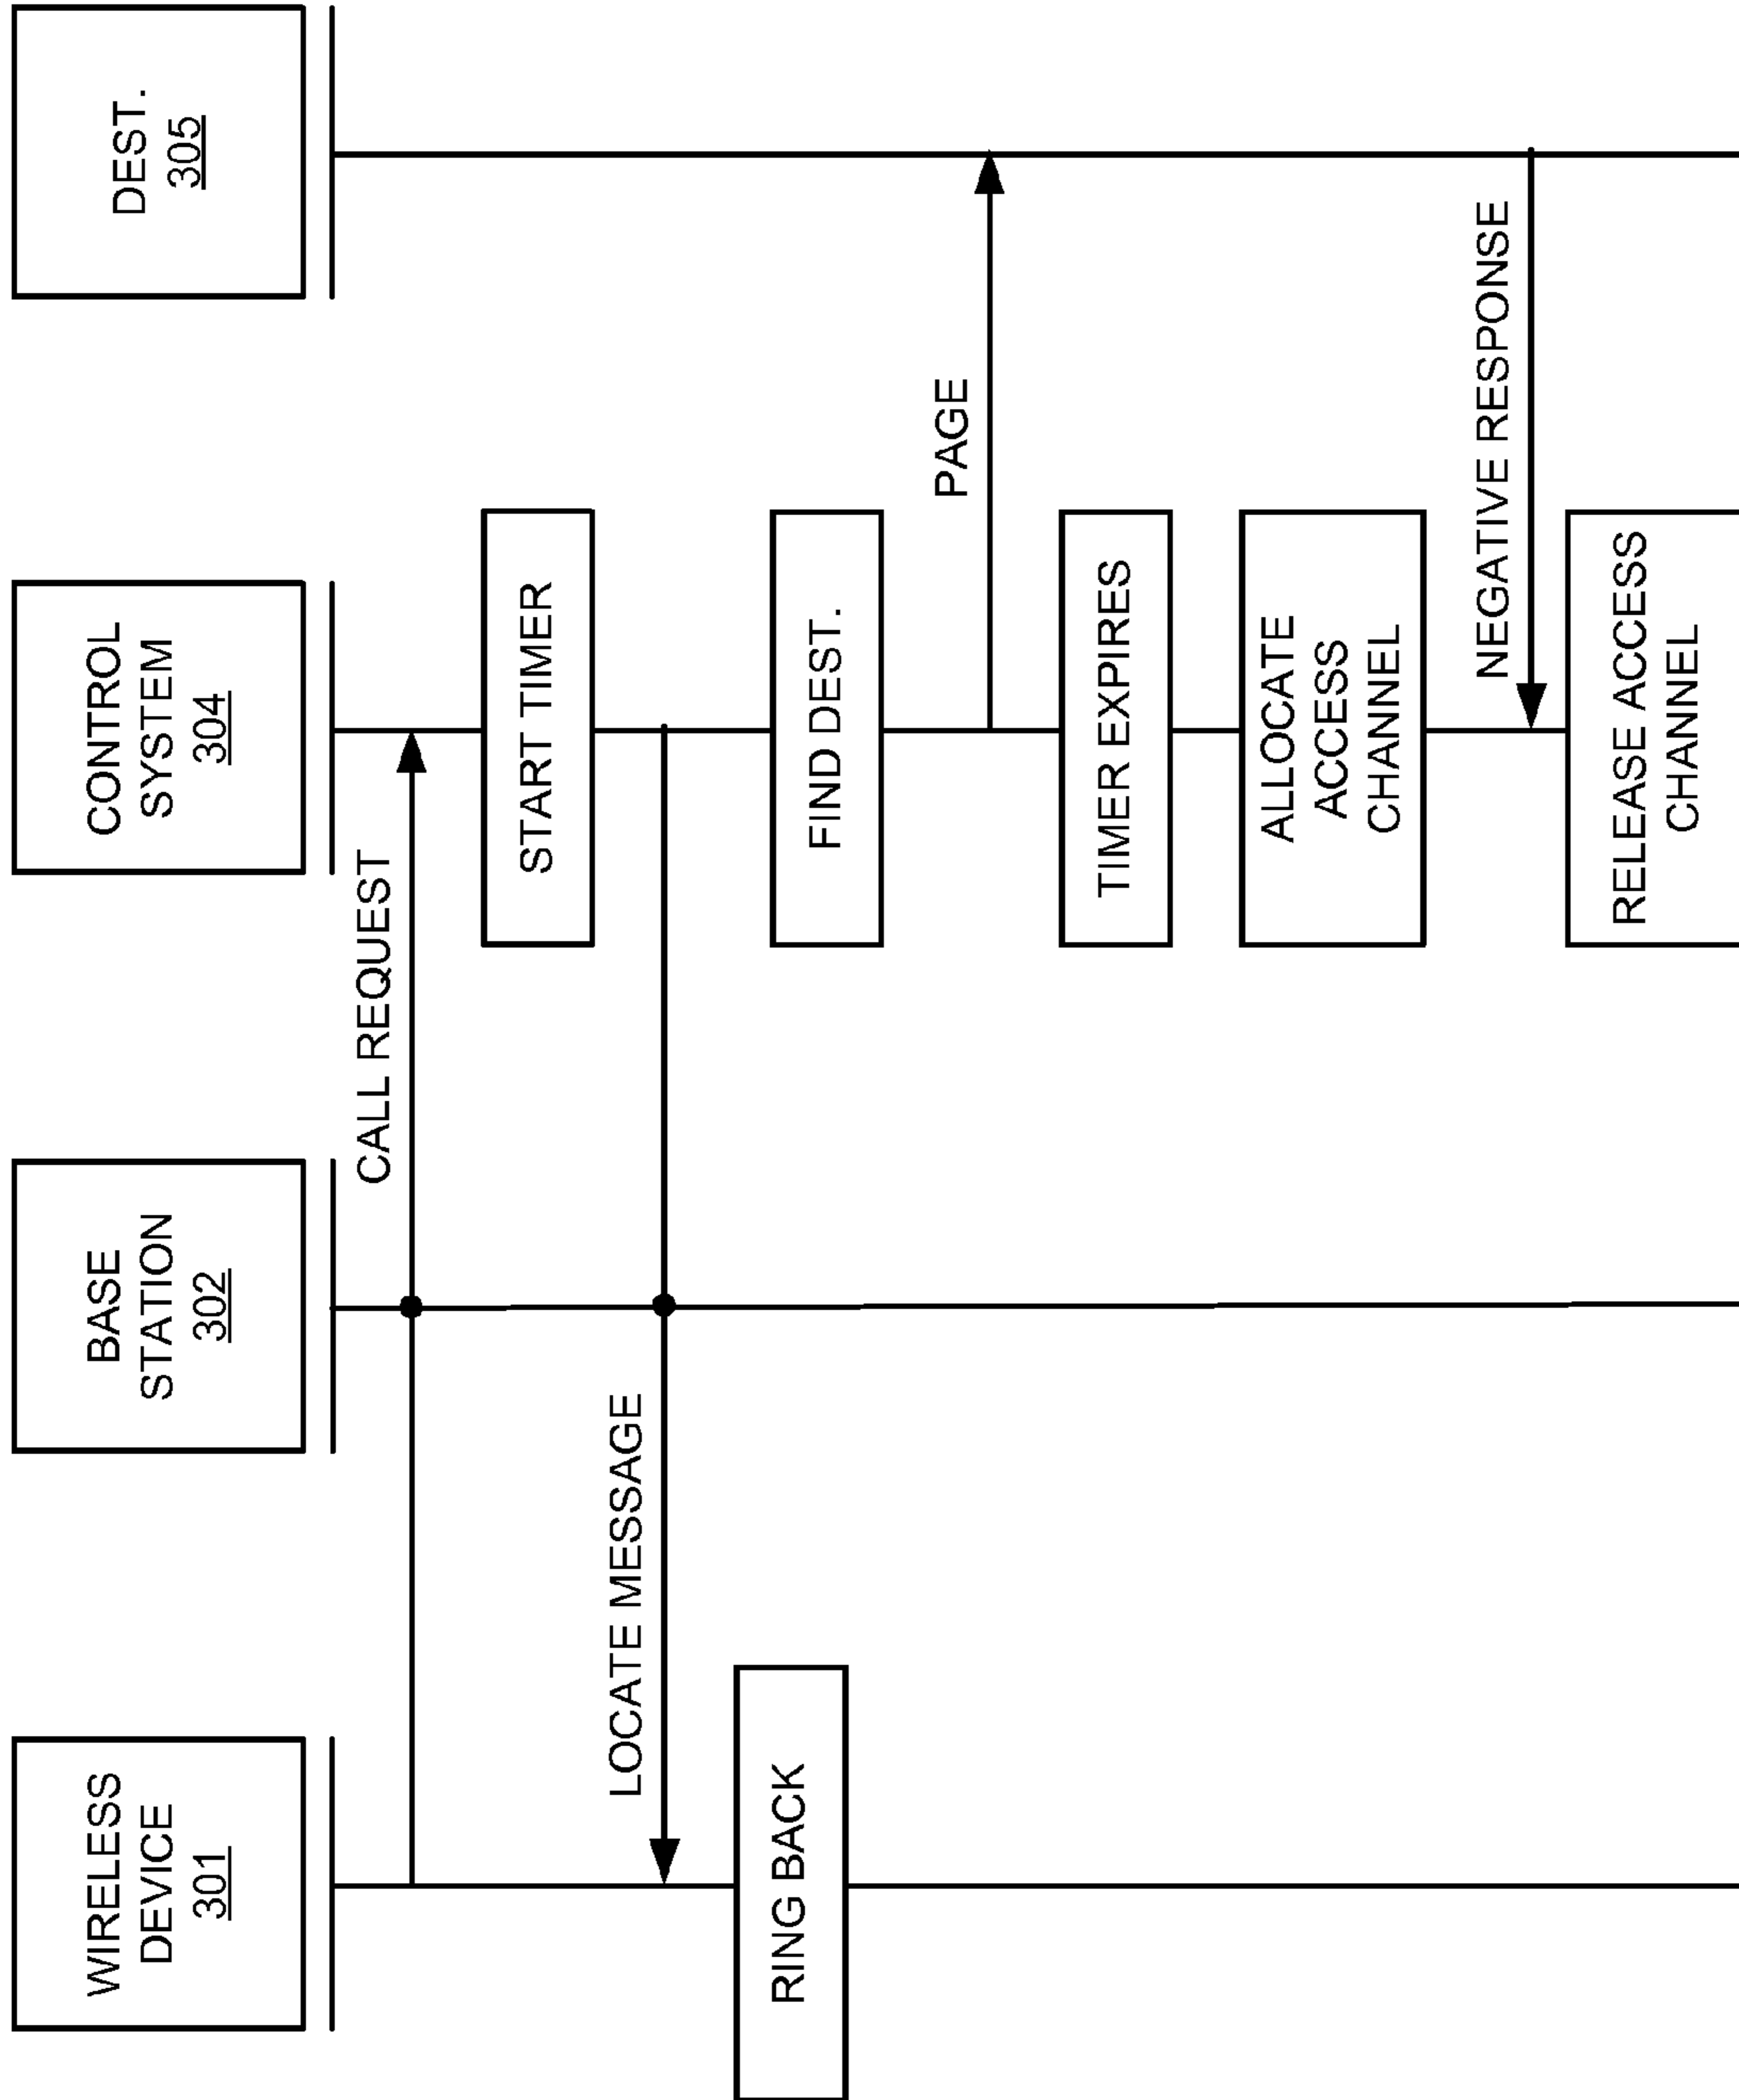 WIRELESS
DEVICE
301
BASE
STATION
302
CONTROL
SYSTEM
304
DEST.
305
CALL REQUEST
START TIMER
LOCATE MESSAGE
RING BACK
FIND DEST.
PAGE
TIMER EXPIRES
ALLOCATE
ACCESS
CHANNEL
NEGATIVE RESPONSE
RELEASE ACCESS
CHANNEL